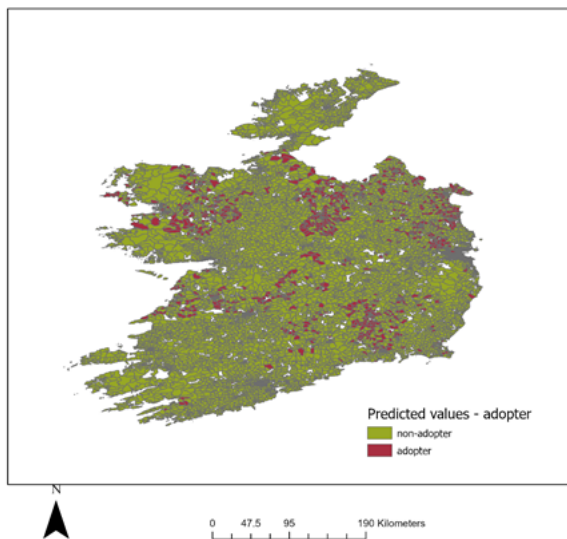 Predicted values - adopter
non-adopter
adopter
N
0 47.5 95 190 Kilometers